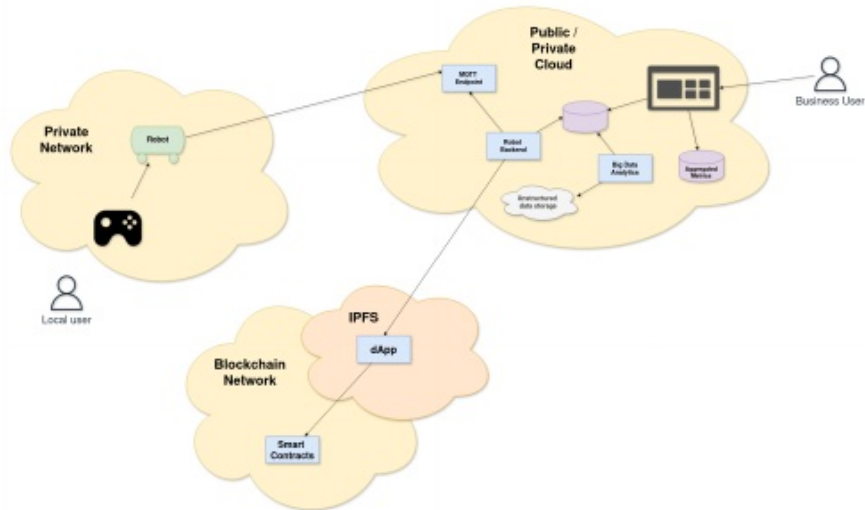 Public /
Private
Cloud
MQTT
Endpoint
Business User
Private
Network
Robot
Robot
Backend
Big Data
Analytics
Aggregated
Metrics
Unstructured
data storage
Local user
IPFS
dApp
Blockchain
Network
Smart
Contracts